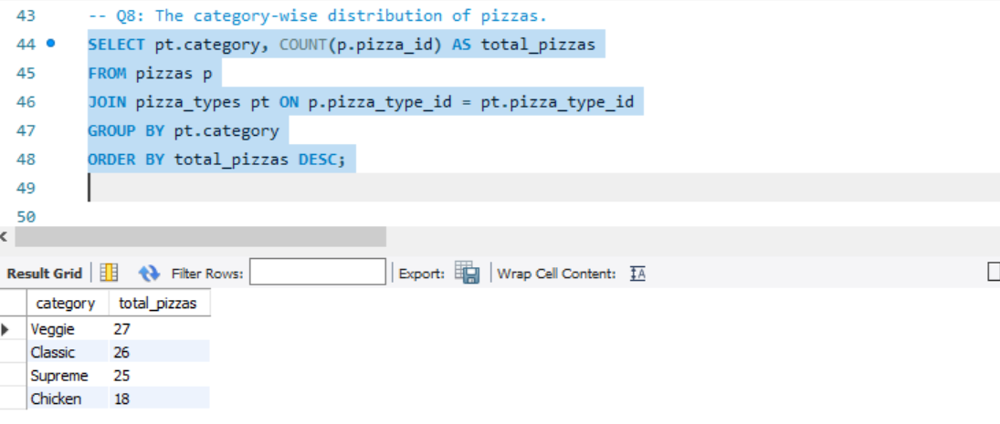 43 -- Q8: The category-wise distribution of pizzas.
44 SELECT pt.category, COUNT(p.pizza_id) AS total_pizzas
45 FROM pizzas p
46 JOIN pizza_types pt ON p.pizza_type_id = pt.pizza_type_id
47 GROUP BY pt.category
48 ORDER BY total_pizzas DESC;
49
50
Result Grid Filter Rows: Export: Wrap Cell Content: IA
category total_pizzas
Veggie 27
Classic 26
Supreme 25
Chicken 18